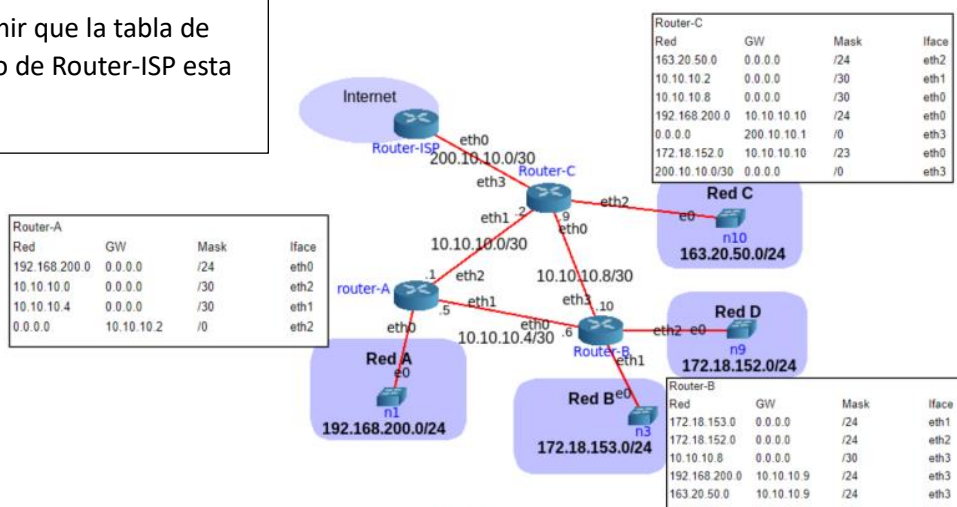 nir que la tabla de
o de Router-ISP esta
Internet
Router-ISP
eth0
200.10.10.0/30
eth3
Router-C
eth1
.2
.9
eth0
eth2
e0
Red C
n10
163.20.50.0/24
10.10.10.0/30
10.10.10.8/30
router-A
.1
eth2
.5
eth1
eth0
10.10.10.4/30
eth0
.6
eth3
.10
Router-B
eth2
e0
eth1
Red D
n9
172.18.152.0/24
Red A
e0
n1
192.168.200.0/24
Red B
e0
n3
172.18.153.0/24
Router-C
Red GW Mask Iface
163.20.50.0 0.0.0.0 /24 eth2
10.10.10.2 0.0.0.0 /30 eth1
10.10.10.8 0.0.0.0 /30 eth0
192.168.200.0 10.10.10.10 /24 eth0
0.0.0.0 200.10.10.1 /0 eth3
172.18.152.0 10.10.10.10 /23 eth0
200.10.10.0/30 0.0.0.0 /0 eth3
Router-A
Red GW Mask Iface
192.168.200.0 0.0.0.0 /24 eth0
10.10.10.0 0.0.0.0 /30 eth2
10.10.10.4 0.0.0.0 /30 eth1
0.0.0.0 10.10.10.2 /0 eth2
Router-B
Red GW Mask Iface
172.18.153.0 0.0.0.0 /24 eth1
172.18.152.0 0.0.0.0 /24 eth2
10.10.10.8 0.0.0.0 /30 eth3
192.168.200.0 10.10.10.9 /24 eth3
163.20.50.0 10.10.10.9 /24 eth3